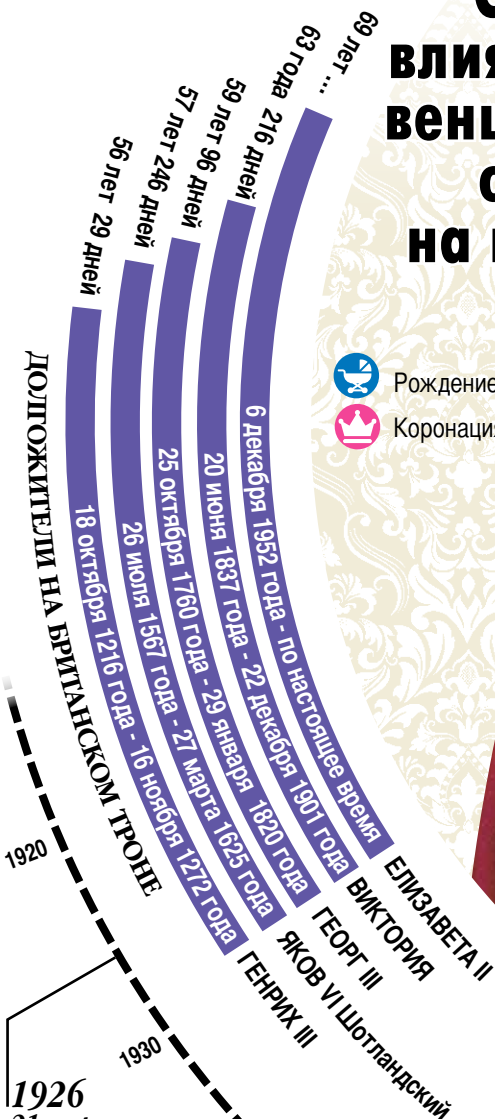 69 лет ...
63 года 216 дней
59 лет 96 дней
57 лет 246 дней
56 лет 29 дней
на
Рождение
Коронация
ДОЛГОЖИТЕЛИ НА БРИТАНСКОМ ТРОНЕ
6 декабря 1952 года - по настоящее время
ЕЛИЗАВЕТА II
20 июня 1837 года - 22 декабря 1901 года
ВИКТОРИЯ
25 октября 1760 года - 29 января 1820 года
ГЕОРГ III
26 июля 1567 года - 27 марта 1625 года
ЯКОВ VI Шотландский
18 октября 1216 года - 16 ноября 1272 года
ГЕНРИХ III
1920
1930
1926